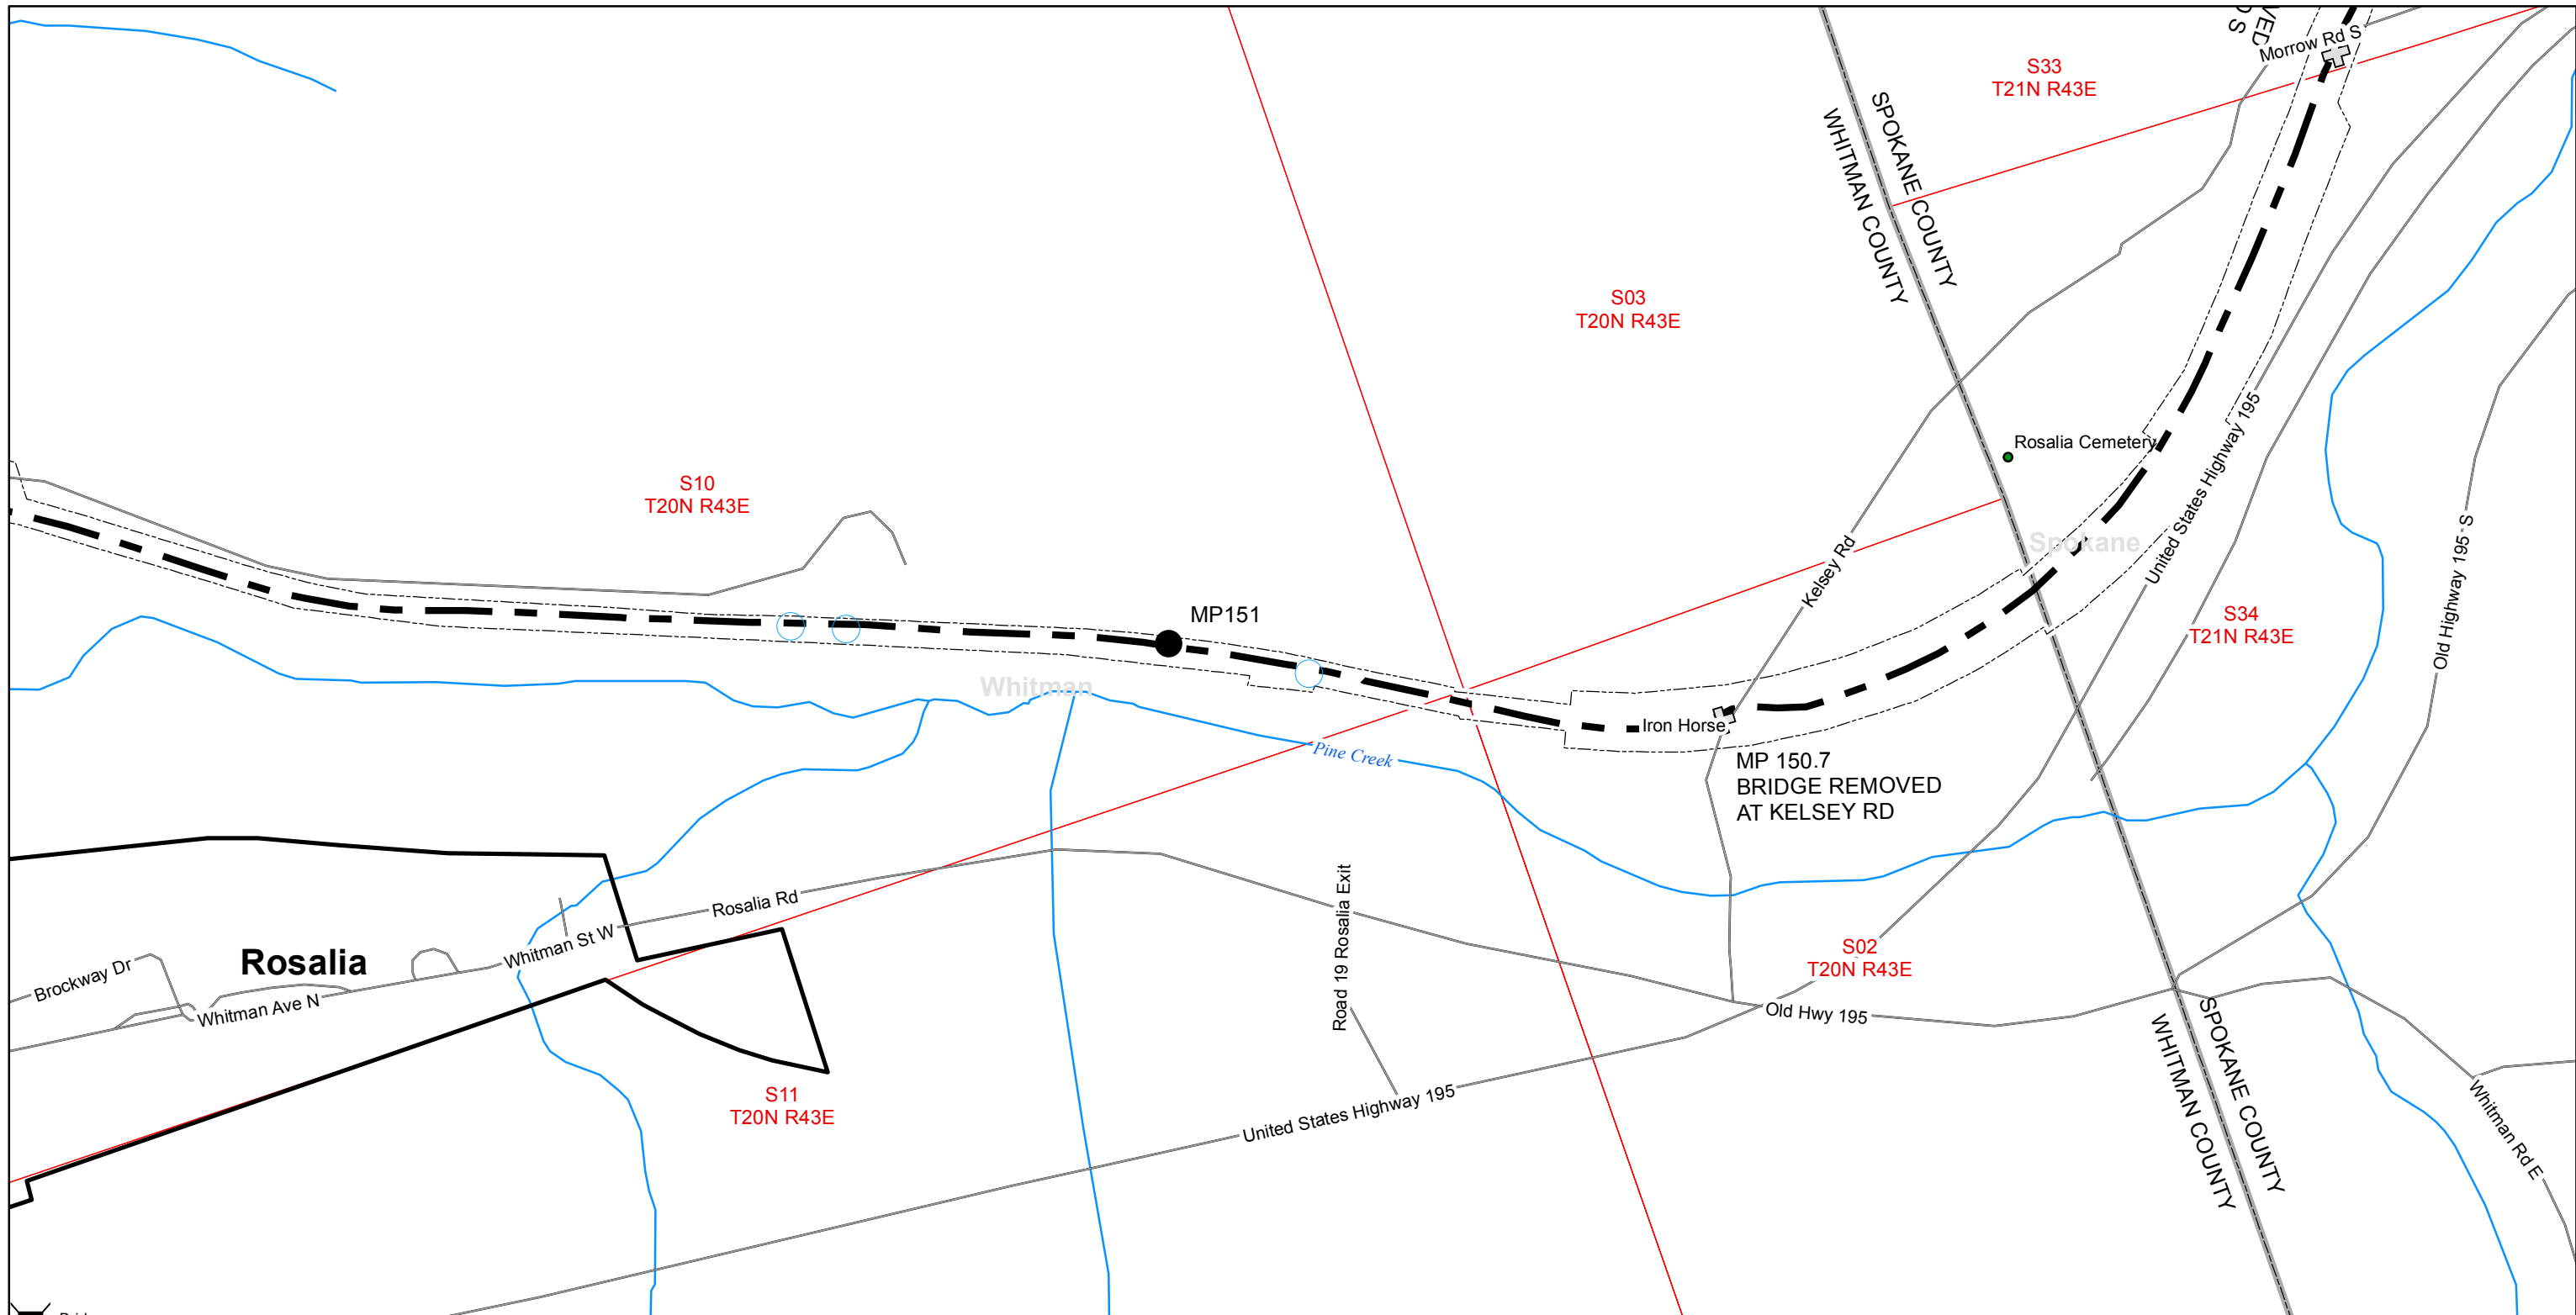 Morrow Rd S
S33
T21N R43E
SPOKANE COUNTY
WHITMAN COUNTY
S03
T20N R43E
Rosalia Cemetery
United States Highway 195
S10
T20N R43E
Spokane
Kelsey Rd
Old Highway 195 S
S34
T21N R43E
MP151
Whitman
Iron Horse
Pine Creek
MP 150.7
BRIDGE REMOVED
AT KELSEY RD
Rosalia Rd
Road 19 Rosalia Exit
Whitman St W
Rosalia
Brockway Dr
Whitman Ave N
S02
T20N R43E
Old Hwy 195
SPOKANE COUNTY
WHITMAN COUNTY
S11
T20N R43E
United States Highway 195
Whitman Rd E